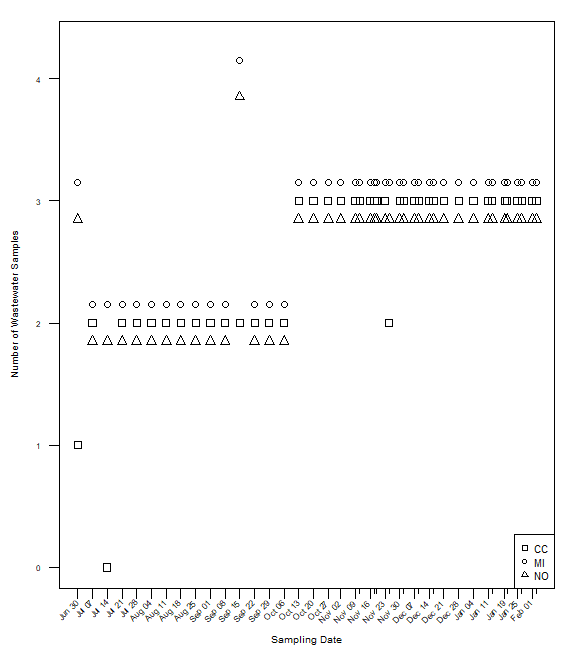 Number of Wastewater Samples
4
3
2
1
0
CC
MI
NO
Jun 30
Jul 07
Jul 14
Jul 21
Jul 28
Aug 04
Aug 11
Aug 18
Aug 25
Sep 01
Sep 08
Sep 15
Sep 22
Sep 29
Oct 06
Oct 13
Oct 20
Oct 27
Nov 02
Nov 09
Nov 16
Nov 23
Nov 30
Dec 07
Dec 14
Dec 21
Dec 28
Jan 04
Jan 11
Jan 19
Jan 25
Feb 01
Sampling Date